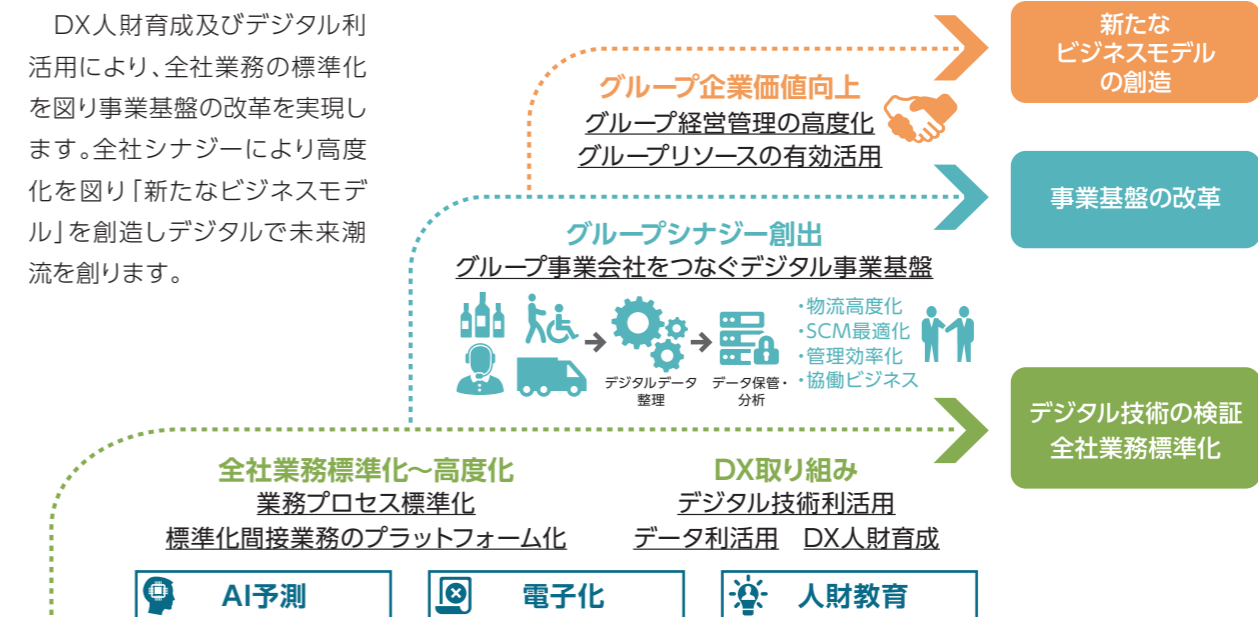 DX人財育成及びデジタル利
活用により、全社業務の標準化
を図り事業基盤の改革を実現し
ます。全社シナジーにより高度
化を図り「新たなビジネスモデ
ル」を創造しデジタルで未来潮
流を創ります。
新たな
ビジネスモデル
の創造
グループ企業価値向上
グループ経営管理の高度化
グループリソースの有効活用
事業基盤の改革
グループシナジー創出
グループ事業会社をつなぐデジタル事業基盤
デジタルデータ
整理
データ保管・
分析
・物流高度化
・SCM最適化
・管理効率化
・協働ビジネス
デジタル技術の検証
全社業務標準化
全社業務標準化～高度化
業務プロセス標準化
標準化間接業務のプラットフォーム化
DX取り組み
デジタル技術利活用
データ利活用 DX人財育成
AI予測
電子化
人財教育